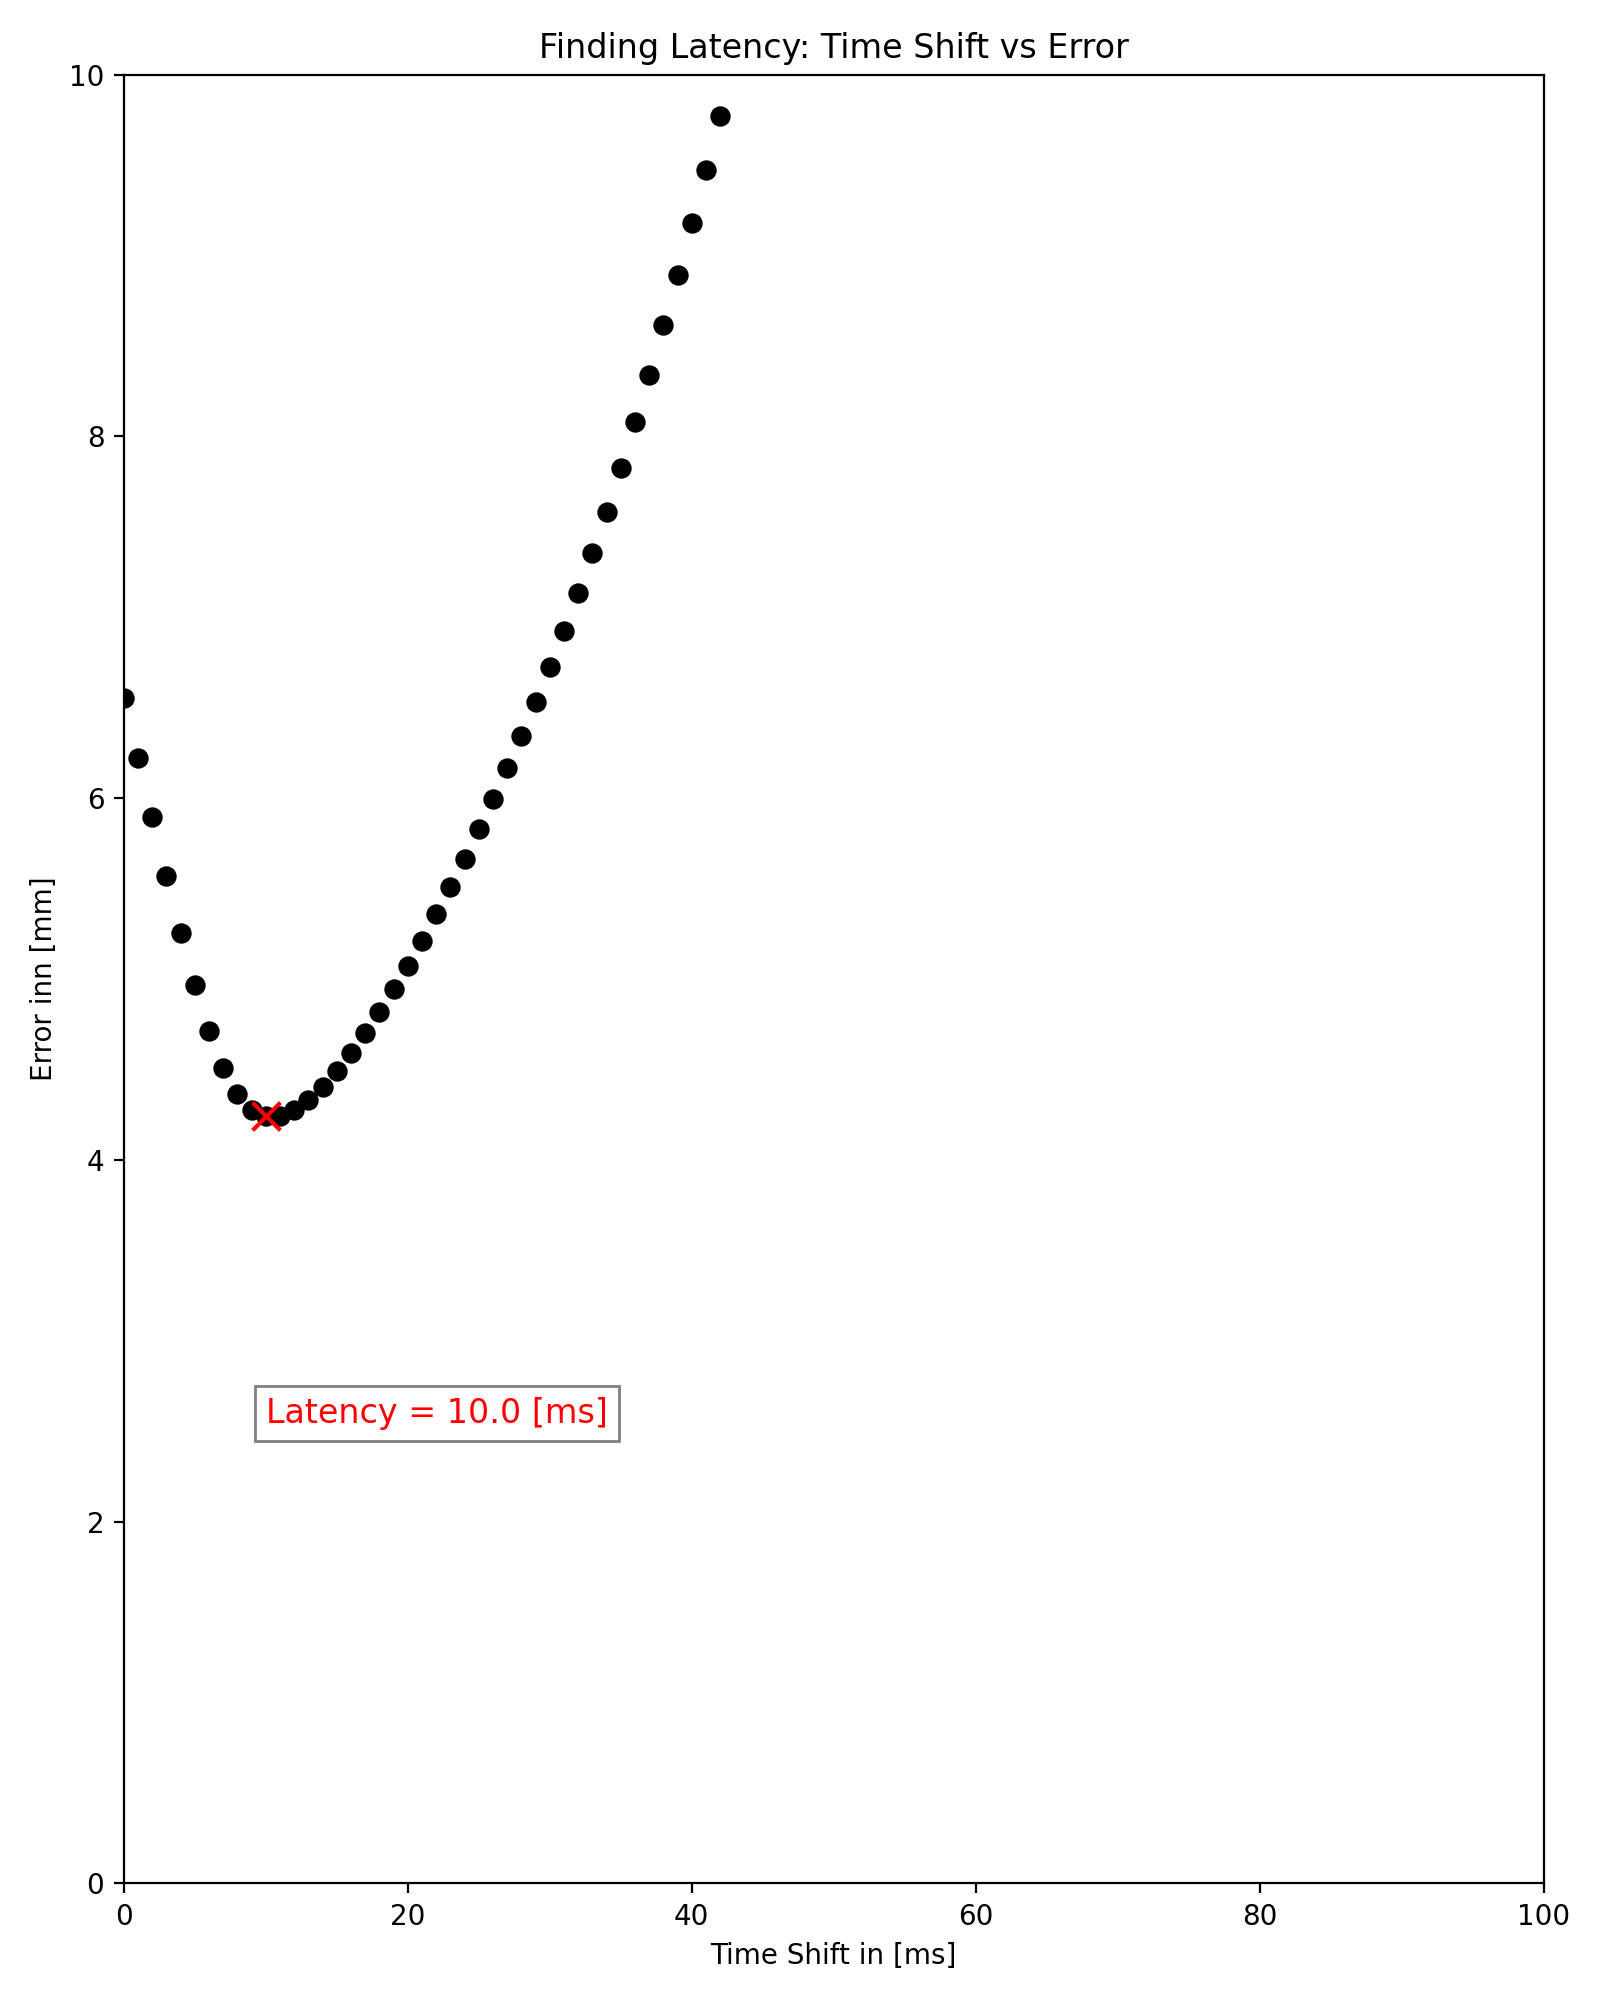 Finding Latency: Time Shift vs Error
10
8
6
4
2
0
Error inn [mm]
Latency = 10.0 [ms]
0 20 40 60 80 100
Time Shift in [ms]